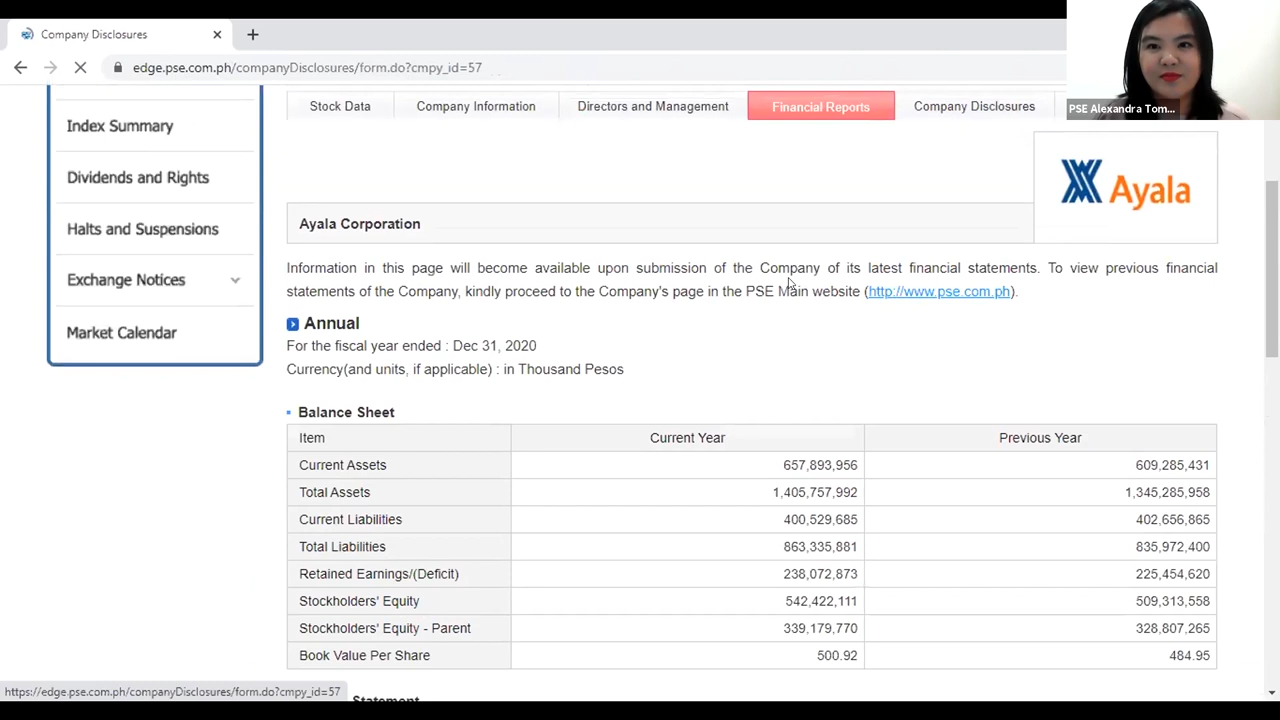 Company Disclosures
edge.pse.com.ph/companyDisclosures/form.do?cmpy_id=57
PSE Alexandra Tom...
Index Summary
Dividends and Rights
Halts and Suspensions
Exchange Notices
Market Calendar
Stock Data Company Information Directors and Management Financial Reports Company Disclosures
Ayala
Ayala Corporation
Information in this page will become available upon submission of the Company of its latest financial statements. To view previous financial
statements of the Company, kindly proceed to the Company's page in the PSE Main website (http://www.pse.com.ph).
Annual
For the fiscal year ended : Dec 31, 2020
Currency(and units, if applicable) : in Thousand Pesos
Balance Sheet
Item Current Year Previous Year
Current Assets 657,893,956 609,285,431
Total Assets 1,405,757,992 1,345,285,958
Current Liabilities 400,529,685 402,656,865
Total Liabilities 863,335,881 835,972,400
Retained Earnings/(Deficit) 238,072,873 225,454,620
Stockholders' Equity 542,422,111 509,313,558
Stockholders' Equity - Parent 339,179,770 328,807,265
Book Value Per Share 500.92 484.95
https://edge.pse.com.ph/companyDisclosures/form.do?cmpy_id=57
Statement